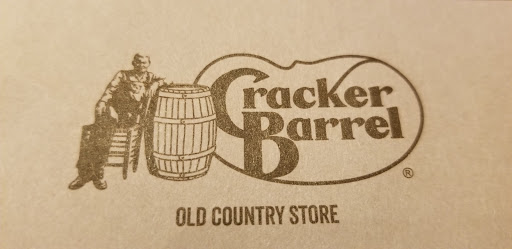 Cracker
Barrel
®
OLD COUNTRY STORE